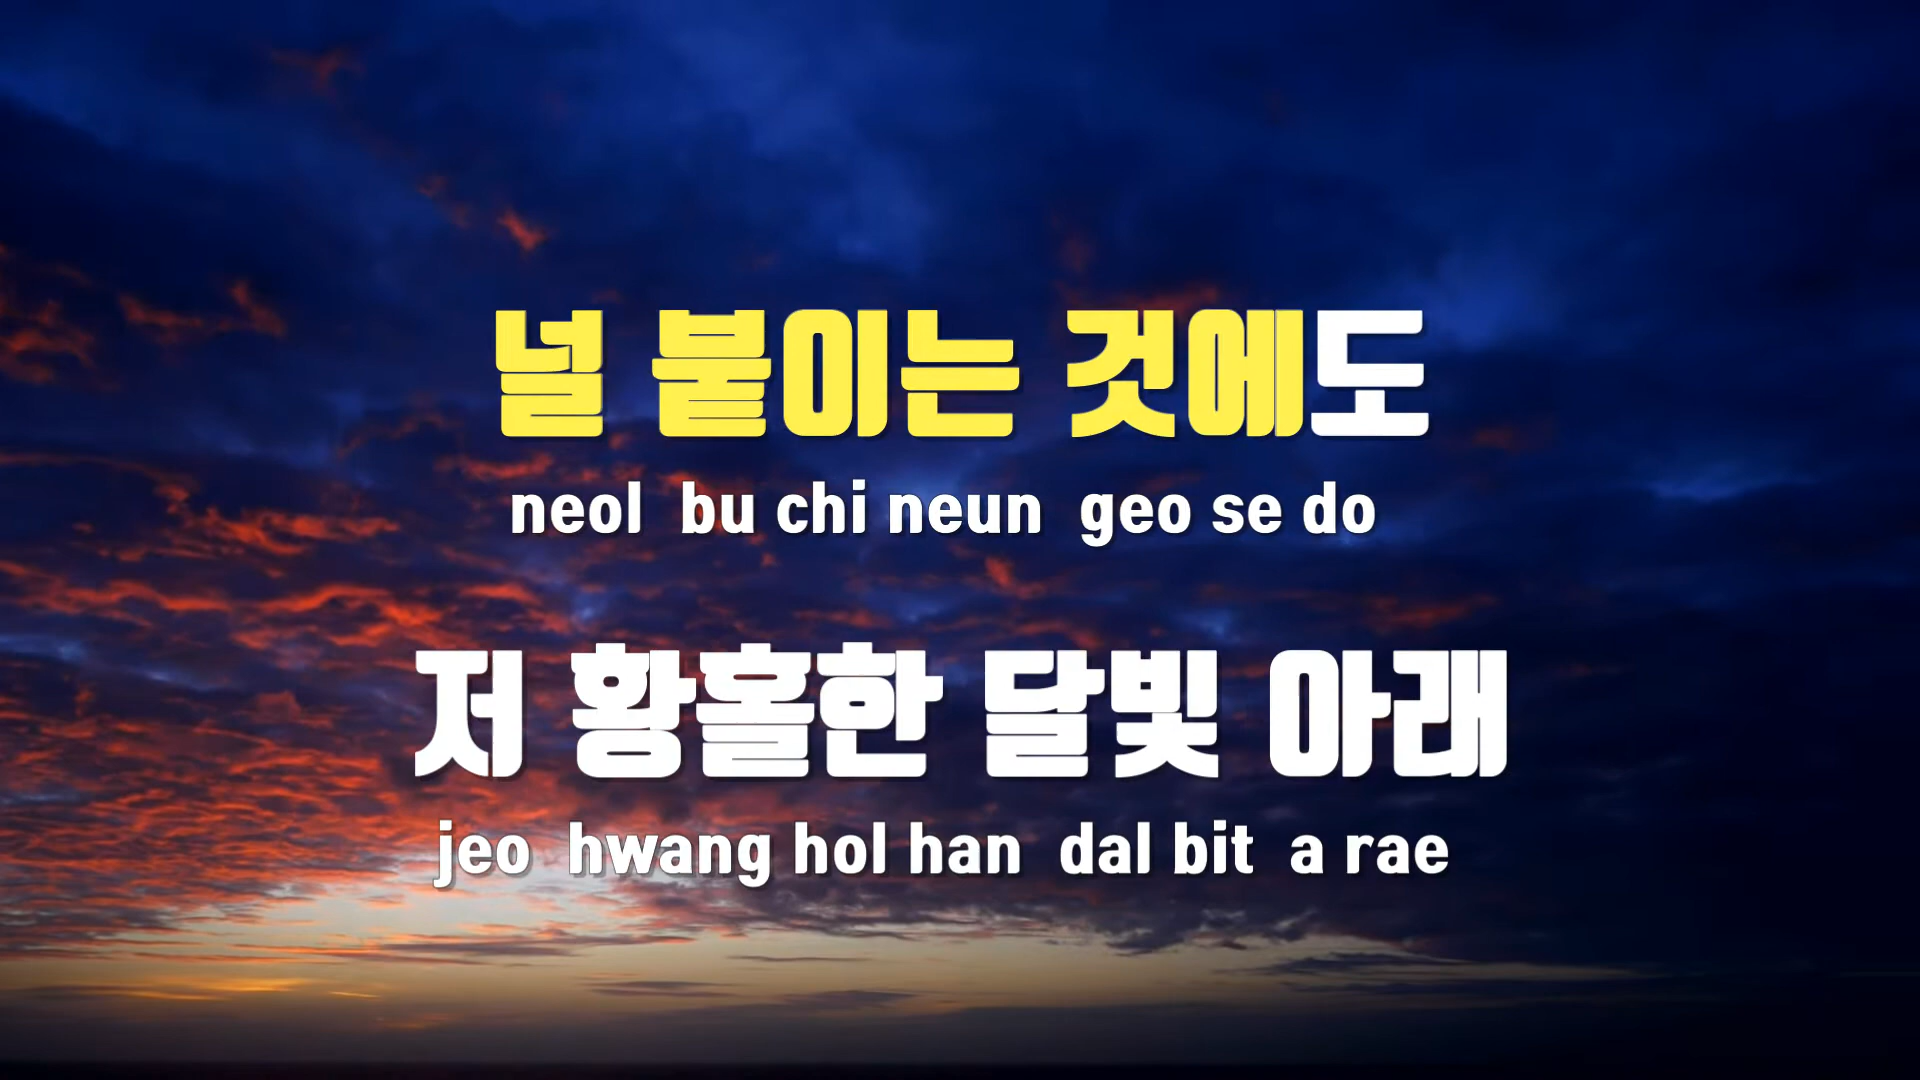 널 붙이는 것에도
neol bu chi neun geo se do
저 황홀한 달빛 아래
jeo hwang hol han dal bit a rae